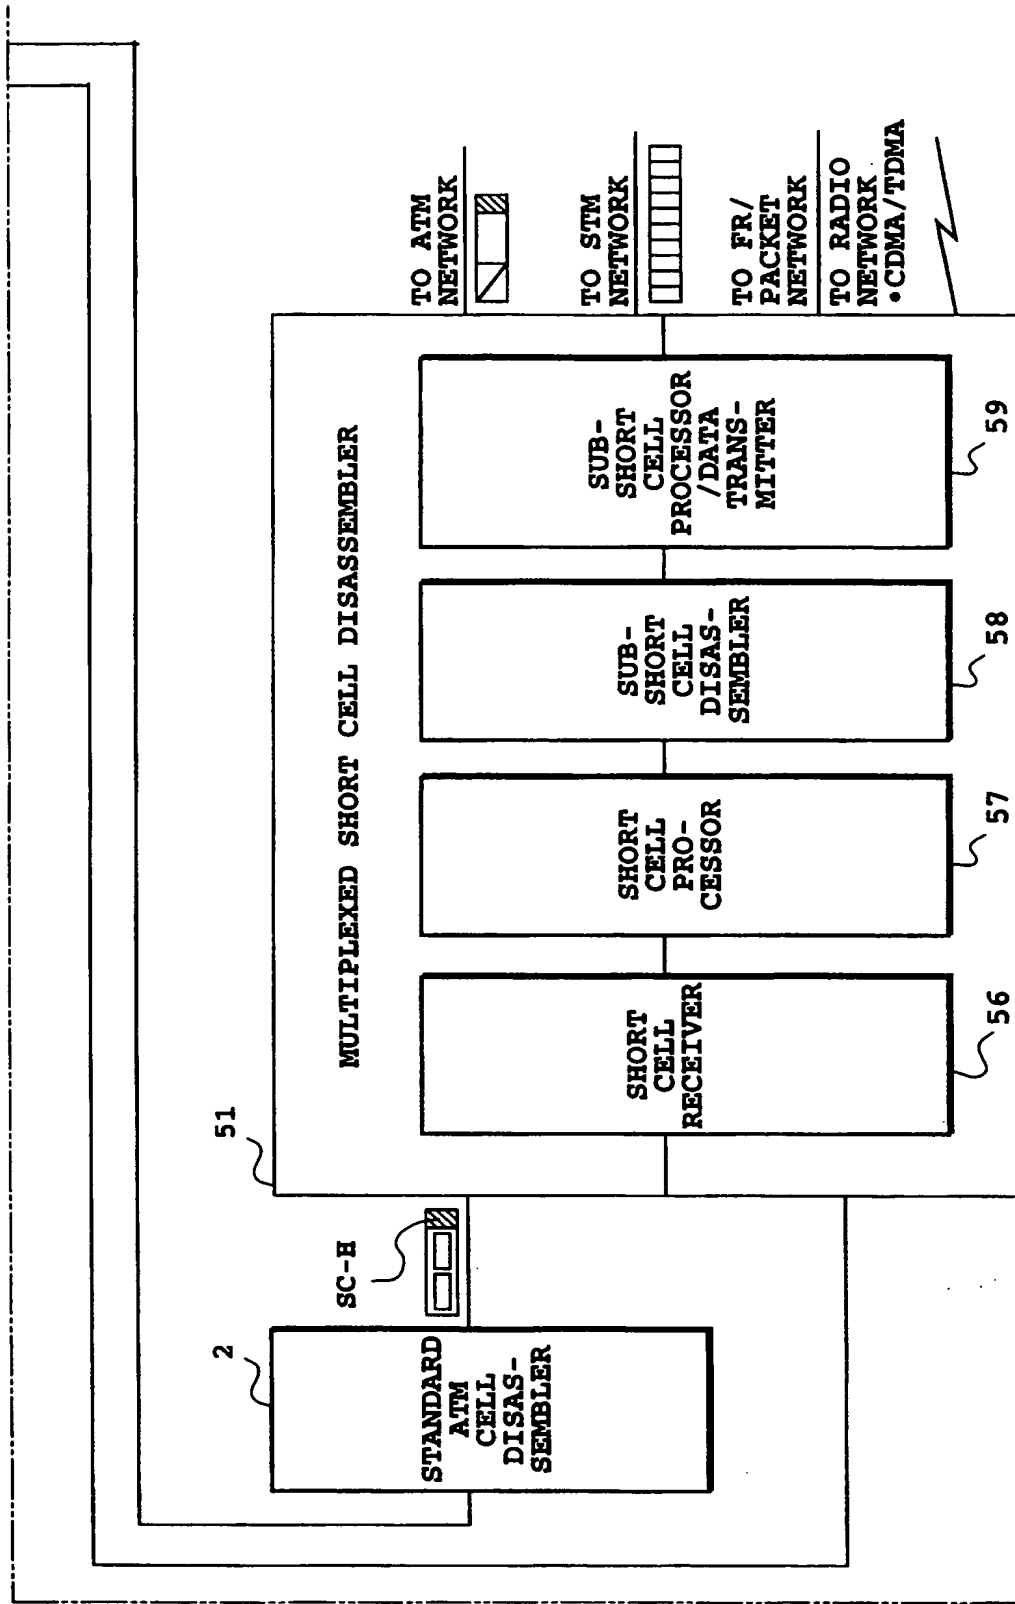 2
STANDARD
ATM
CELL
DISAS-
SEMBLER
SC-H
51
MULTIPLEXED SHORT CELL DISASSEMBLER
SHORT
CELL
RECEIVER
56
SHORT
CELL
PRO-
CESSOR
57
SUB-
SHORT
CELL
DISAS-
SEMBLER
58
SUB-
SHORT
CELL
PROCESSOR
/DATA
TRANS-
MITTER
59
TO ATM
NETWORK
TO STM
NETWORK
TO FR/
PACKET
NETWORK
TO RADIO
NETWORK
•CDMA/TDMA